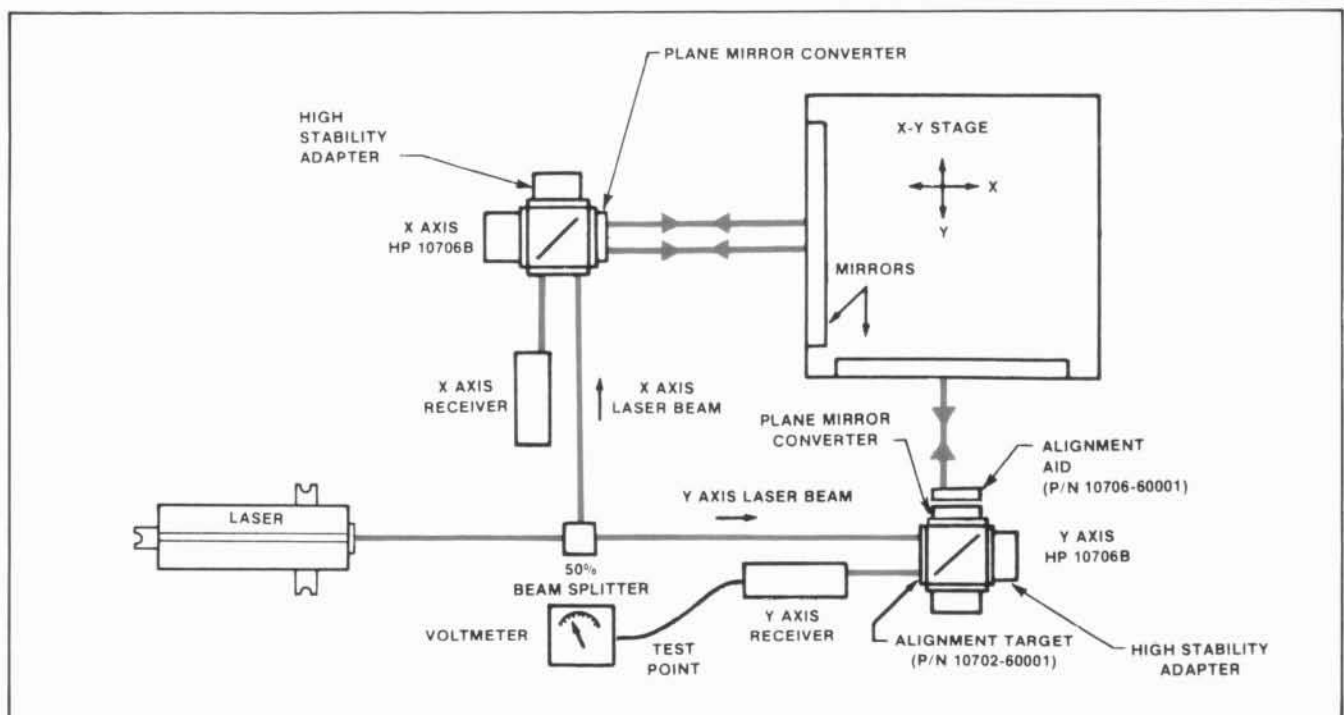 PLANE MIRROR CONVERTER
HIGH
STABILITY
ADAPTER
X-Y STAGE
X
Y
X AXIS
HP 10706B
MIRRORS
X AXIS
RECEIVER
X AXIS
LASER BEAM
PLANE MIRROR
CONVERTER
ALIGNMENT
AID
(P/N 10706-60001)
LASER
Y AXIS LASER BEAM
Y AXIS
HP 10706B
50%
BEAM SPLITTER
VOLTMETER
TEST
POINT
Y AXIS
RECEIVER
ALIGNMENT TARGET
(P/N 10702-60001)
HIGH STABILITY
ADAPTER